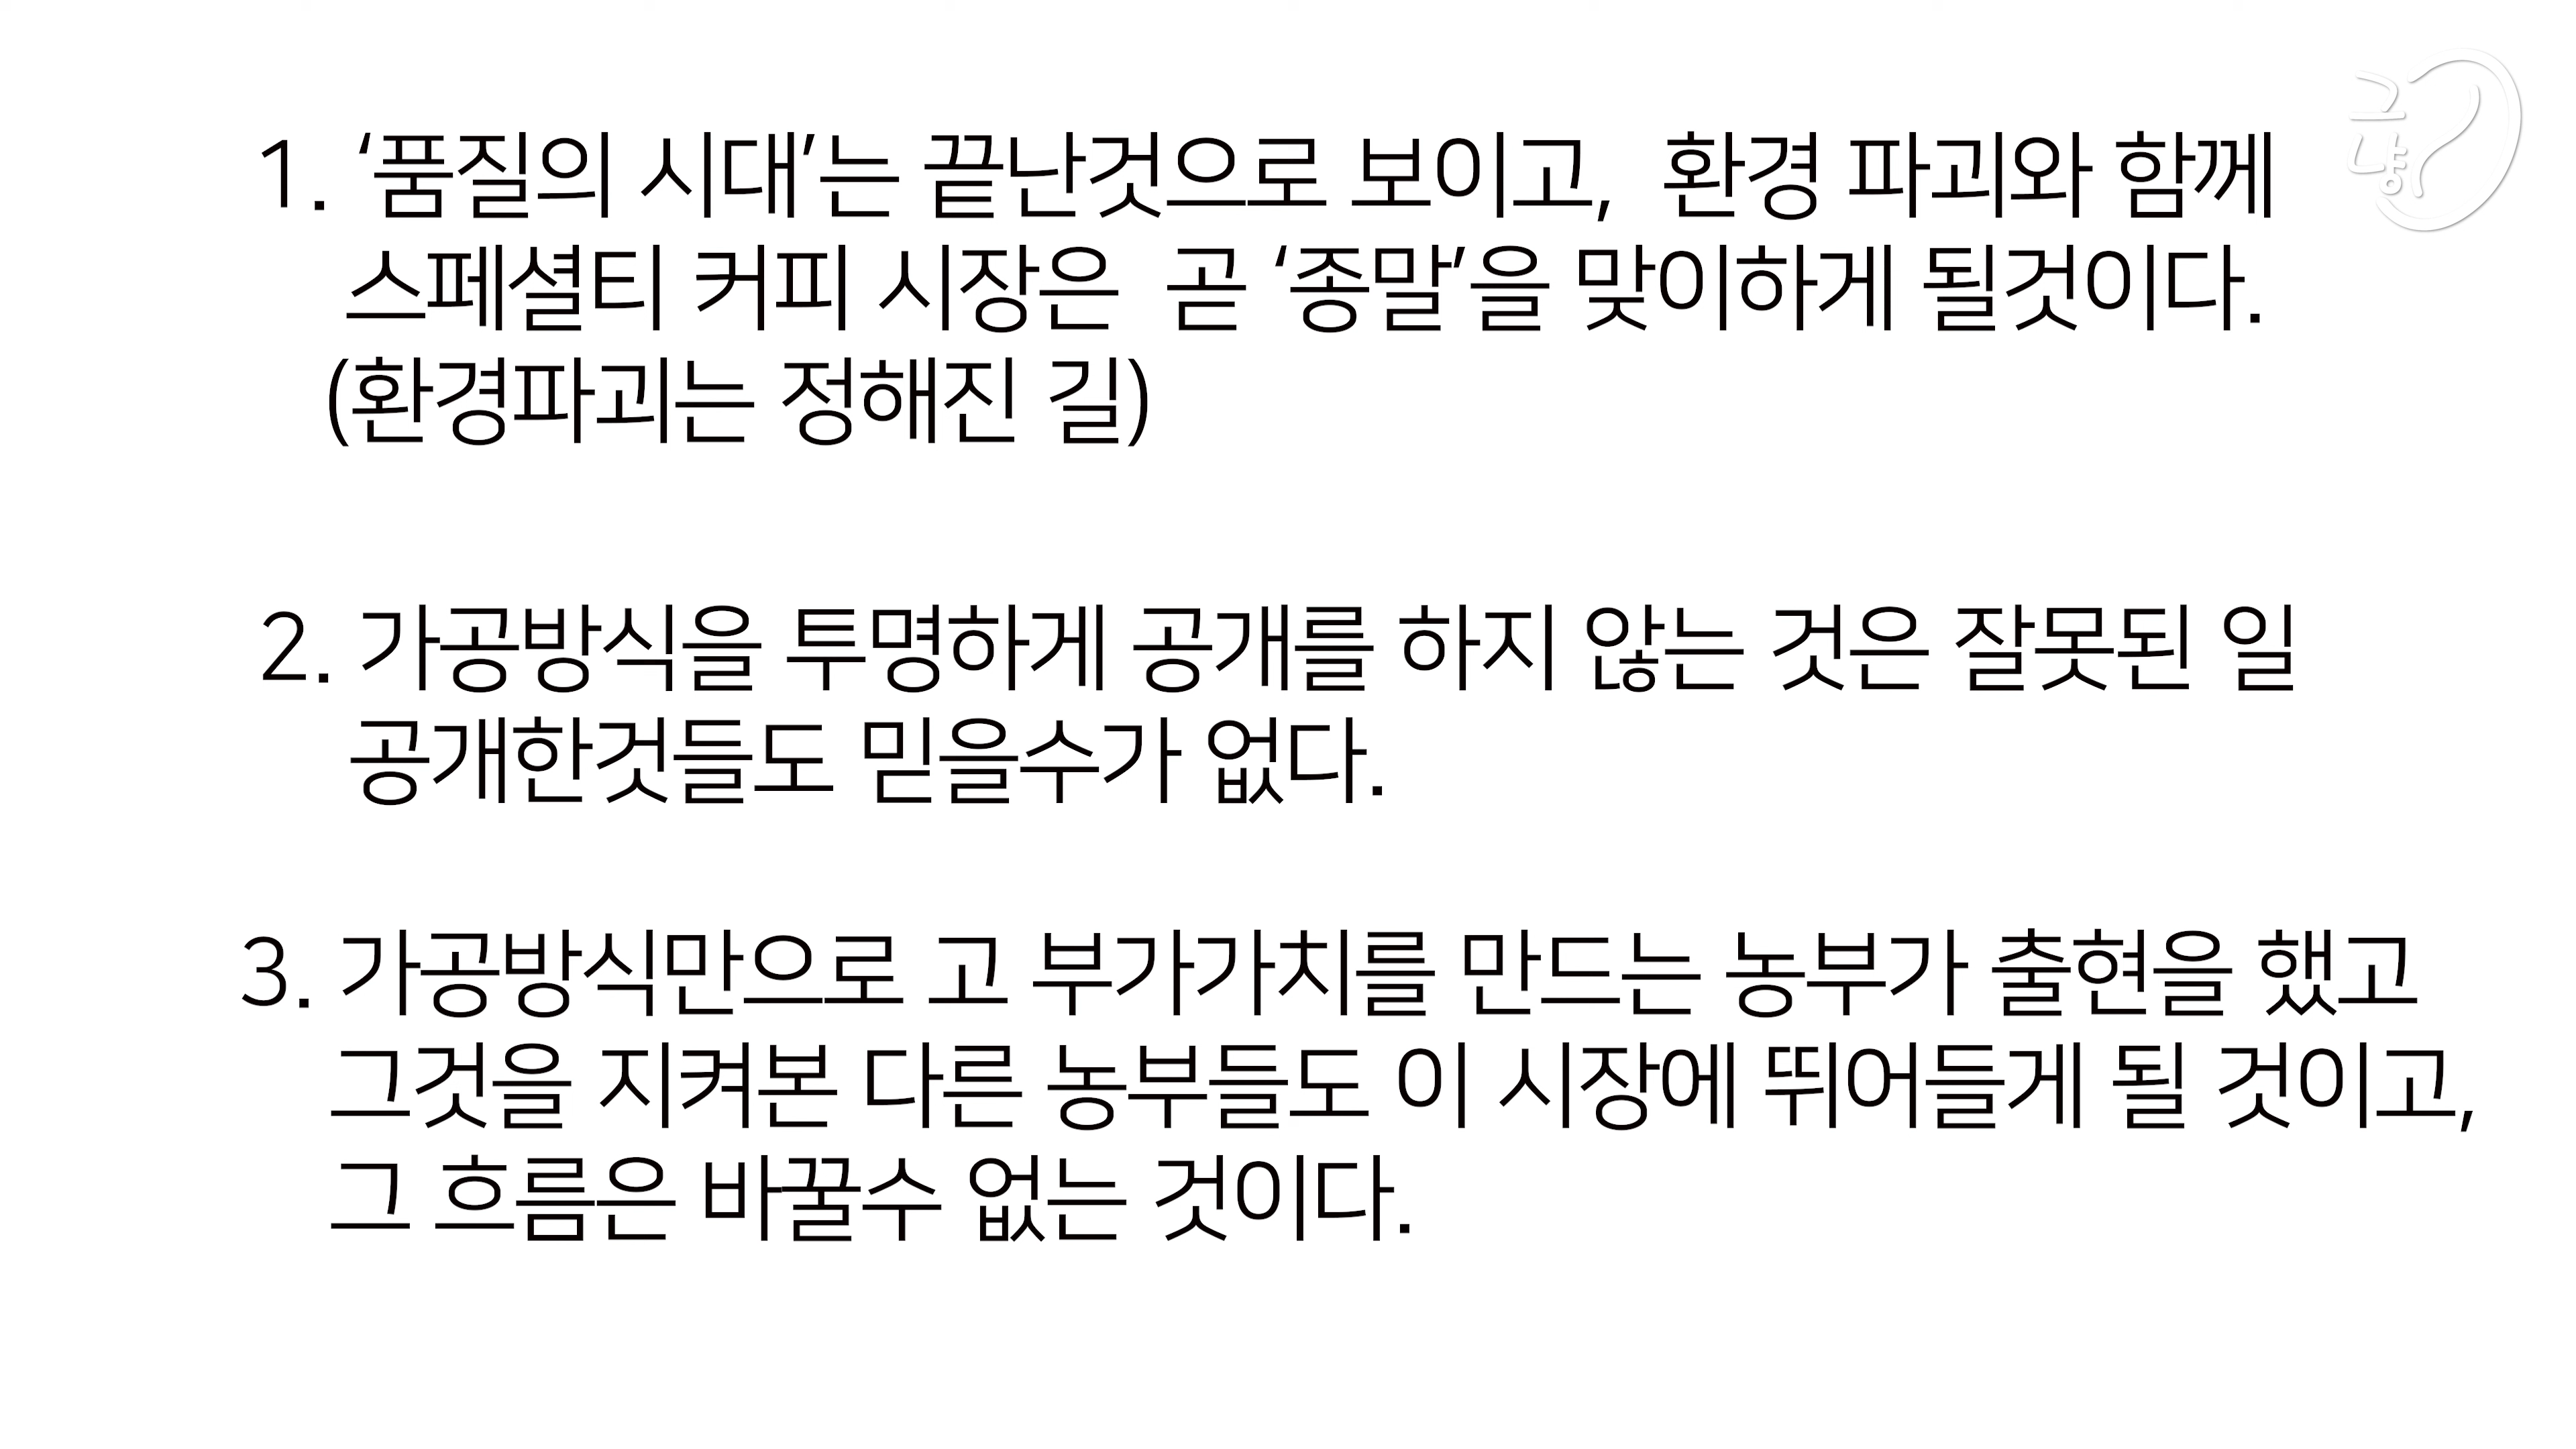 그냥
1. ‘품질의 시대’는 끝난것으로 보이고, 환경 파괴와 함께
스페셜티 커피 시장은 곧 ‘종말’을 맞이하게 될것이다.
(환경파괴는 정해진 길)
2. 가공방식을 투명하게 공개를 하지 않는 것은 잘못된 일
공개한것들도 믿을수가 없다.
3. 가공방식만으로 고 부가가치를 만드는 농부가 출현을 했고
그것을 지켜본 다른 농부들도 이 시장에 뛰어들게 될 것이고,
그 흐름은 바꿀수 없는 것이다.